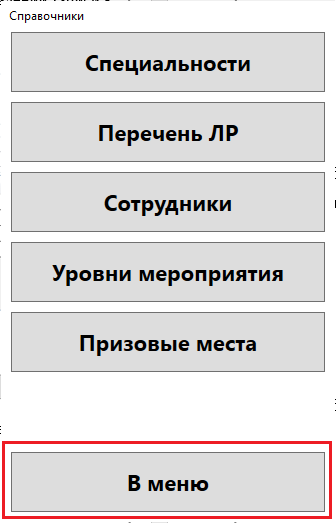 Справочники
Специальности
Перечень ЛР
Сотрудники
Уровни мероприятия
Призовые места
В меню